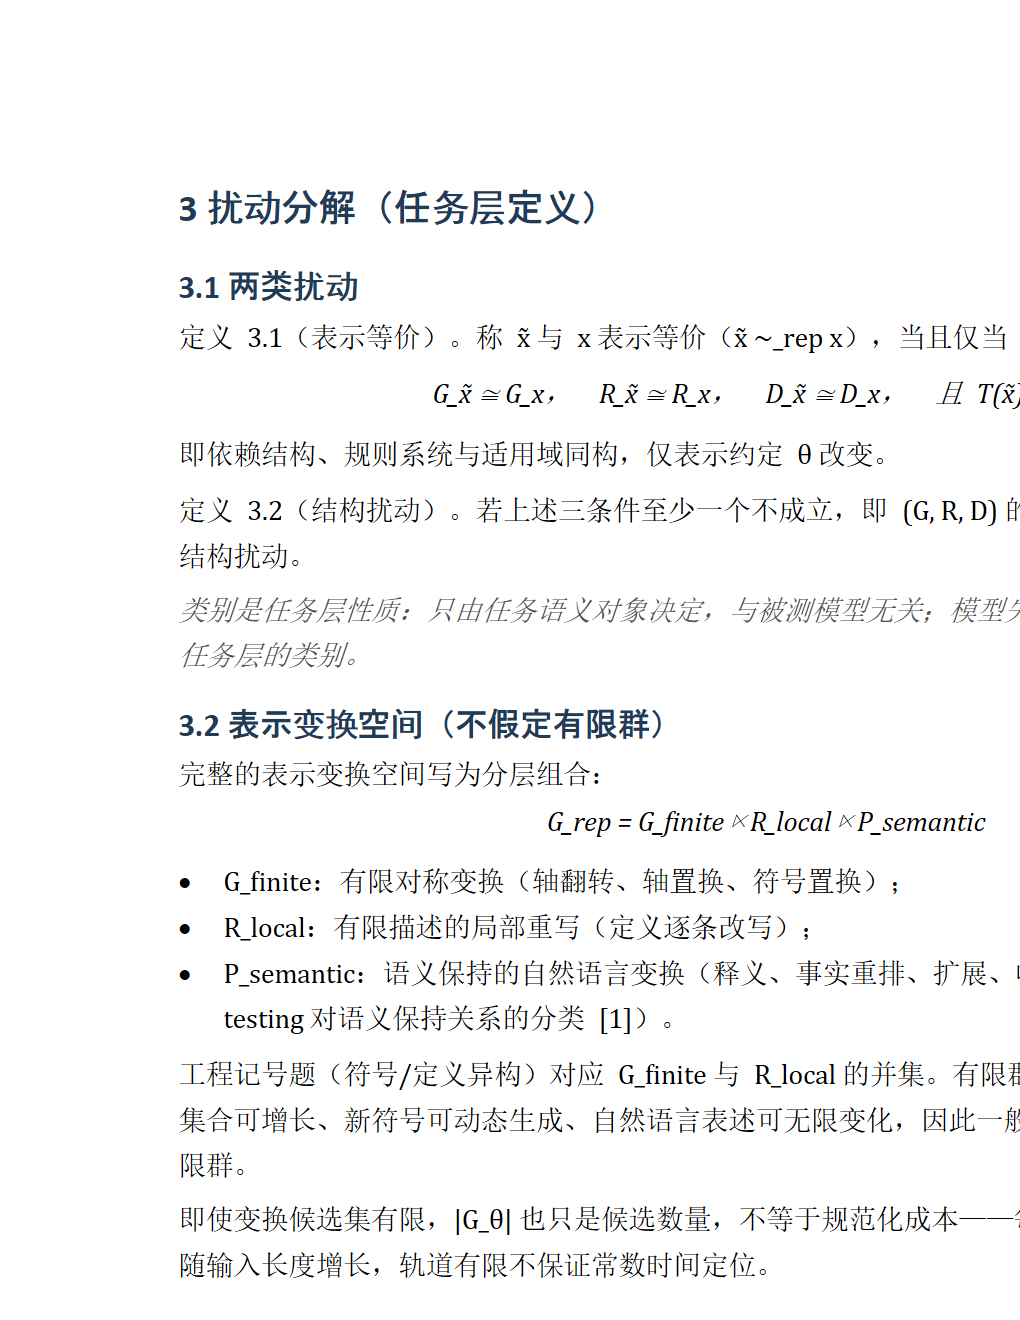 3 扰动分解（任务层定义）
3.1 两类扰动
定义 3.1（表示等价）。称 x̃ 与 x 表示等价（x̃ ~_rep x），当且仅当
G_x̃ ≅ G_x， R_x̃ ≅ R_x， D_x̃ ≅ D_x， 且 T(x̃)
即依赖结构、规则系统与适用域同构，仅表示约定 θ 改变。
定义 3.2（结构扰动）。若上述三条件至少一个不成立，即 (G, R, D) 的
结构扰动。
类别是任务层性质：只由任务语义对象决定，与被测模型无关；模型失
任务层的类别。
3.2 表示变换空间（不假定有限群）
完整的表示变换空间写为分层组合：
G_rep = G_finite ⋉ R_local ⋉ P_semantic
• G_finite：有限对称变换（轴翻转、轴置换、符号置换）；
• R_local：有限描述的局部重写（定义逐条改写）；
• P_semantic：语义保持的自然语言变换（释义、事实重排、扩展、
testing 对语义保持关系的分类 [1]）。
工程记号题（符号/定义异构）对应 G_finite 与 R_local 的并集。有限群
集合可增长、新符号可动态生成、自然语言表述可无限变化，因此一般
限群。
即使变换候选集有限，|G_θ| 也只是候选数量，不等于规范化成本——
随输入长度增长，轨道有限不保证常数时间定位。